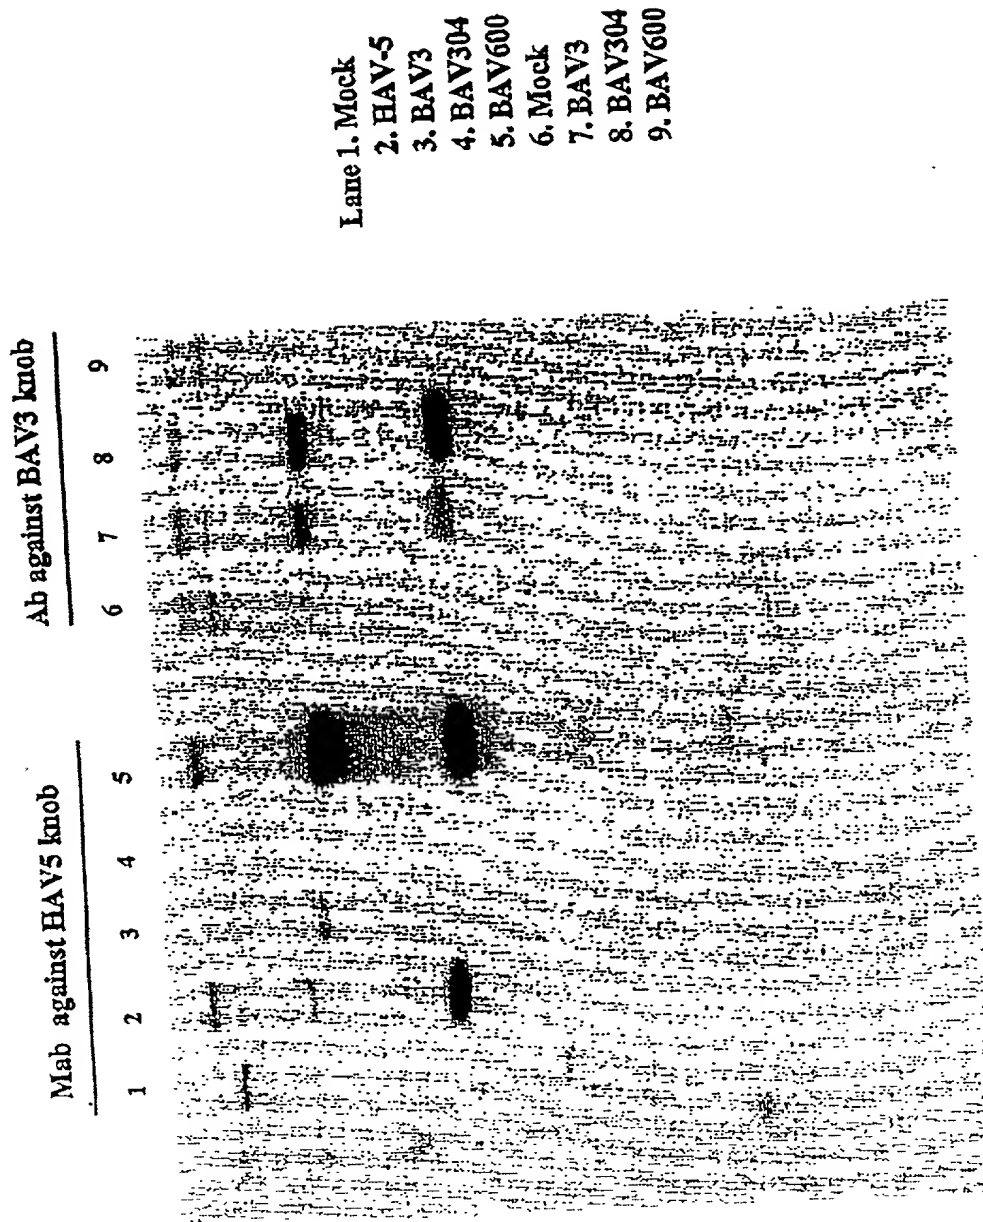 Mab against HAV5 knob
Ab against BAV3 knob
1 2 3 4 5 6 7 8 9
Lane 1. Mock
2. HAV-5
3. BAV3
4. BAV304
5. BAV600
6. Mock
7. BAV3
8. BAV304
9. BAV600